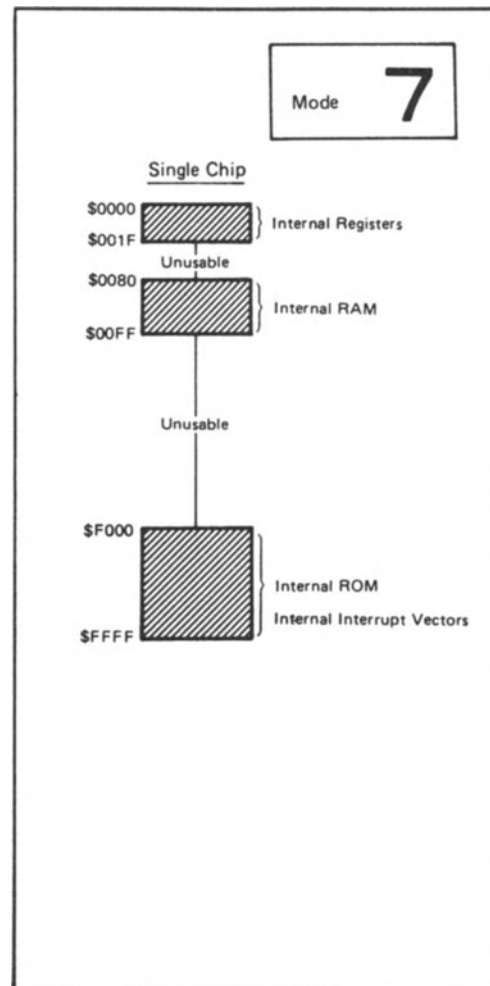 Mode 7
Single Chip
$0000
Internal Registers
$001F
Unusable
$0080
Internal RAM
$00FF
Unusable
$F000
Internal ROM
Internal Interrupt Vectors
$FFFF